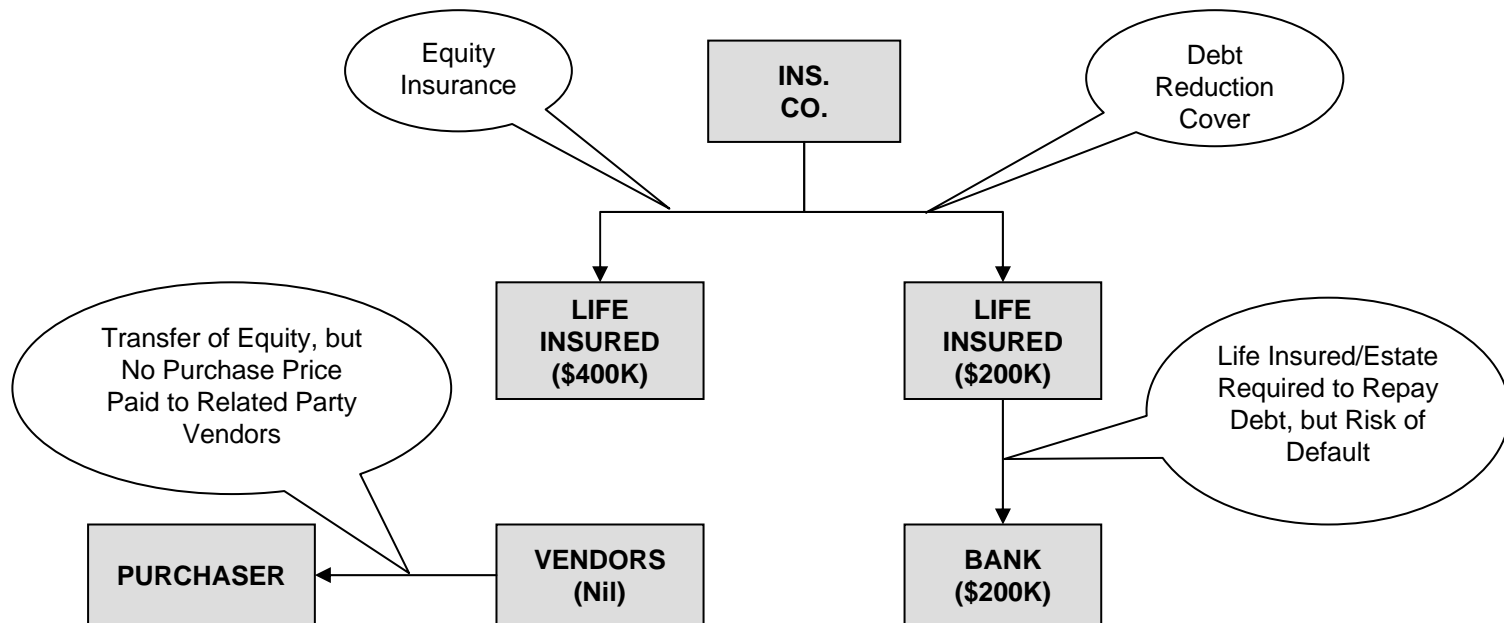 Equity
Insurance
INS.
CO.
Debt
Reduction
Cover
LIFE
INSURED
($400K)
LIFE
INSURED
($200K)
Transfer of Equity, but
No Purchase Price
Paid to Related Party
Vendors
Life Insured/Estate
Required to Repay
Debt, but Risk of
Default
PURCHASER
VENDORS
(Nil)
BANK
($200K)